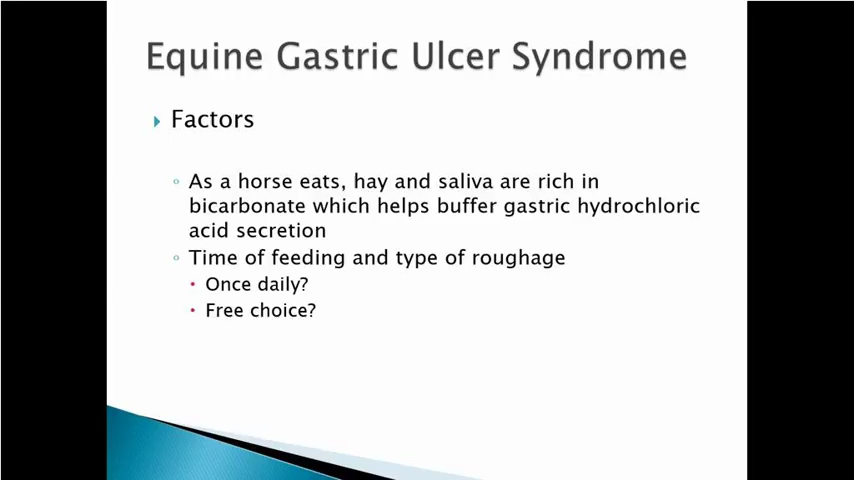 Equine Gastric Ulcer Syndrome
Factors
As a horse eats, hay and saliva are rich in
bicarbonate which helps buffer gastric hydrochloric
acid secretion
Time of feeding and type of roughage
Once daily?
Free choice?